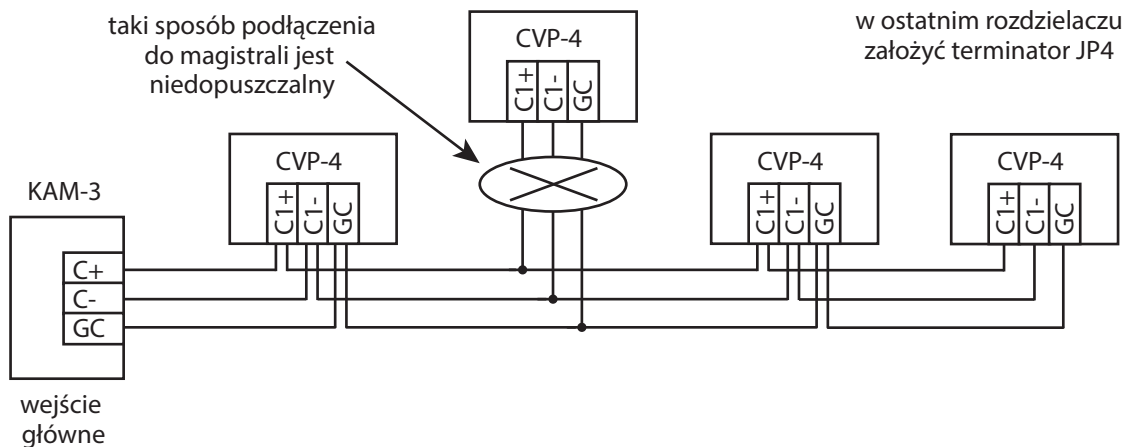 taki sposób podłączenia
do magistrali jest
niedopuszczalny
CVP-4
C1+
C1-
GC
w ostatnim rozdzielaczu
założyć terminator JP4
CVP-4
C1+
C1-
GC
CVP-4
C1+
C1-
GC
CVP-4
C1+
C1-
GC
KAM-3
C+
C-
GC
wejście
główne